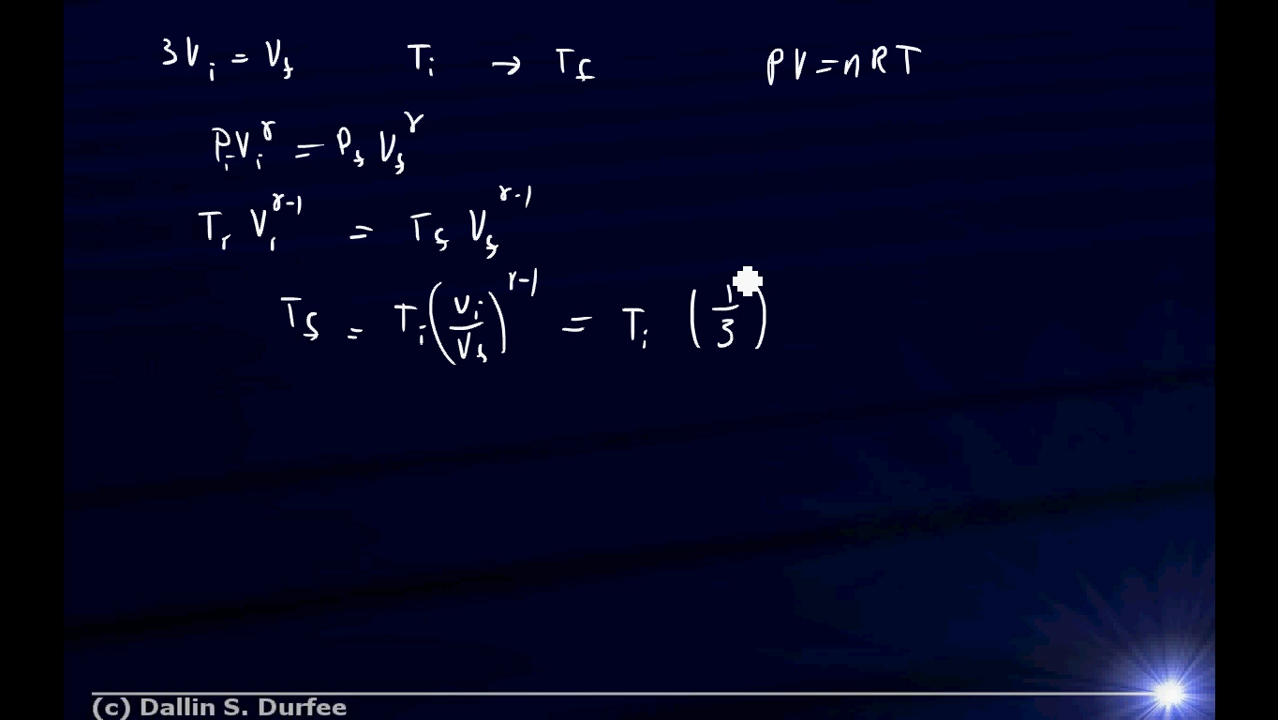 3V_i = V_f T_i → T_f PV = nRT
P_i V_i^γ = P_f V_f^γ
T_i V_i^{γ-1} = T_f V_f^{γ-1}
T_f = T_i (V_i/V_f)^{γ-1} = T_i (1/3)
(c) Dallin S. Durfee